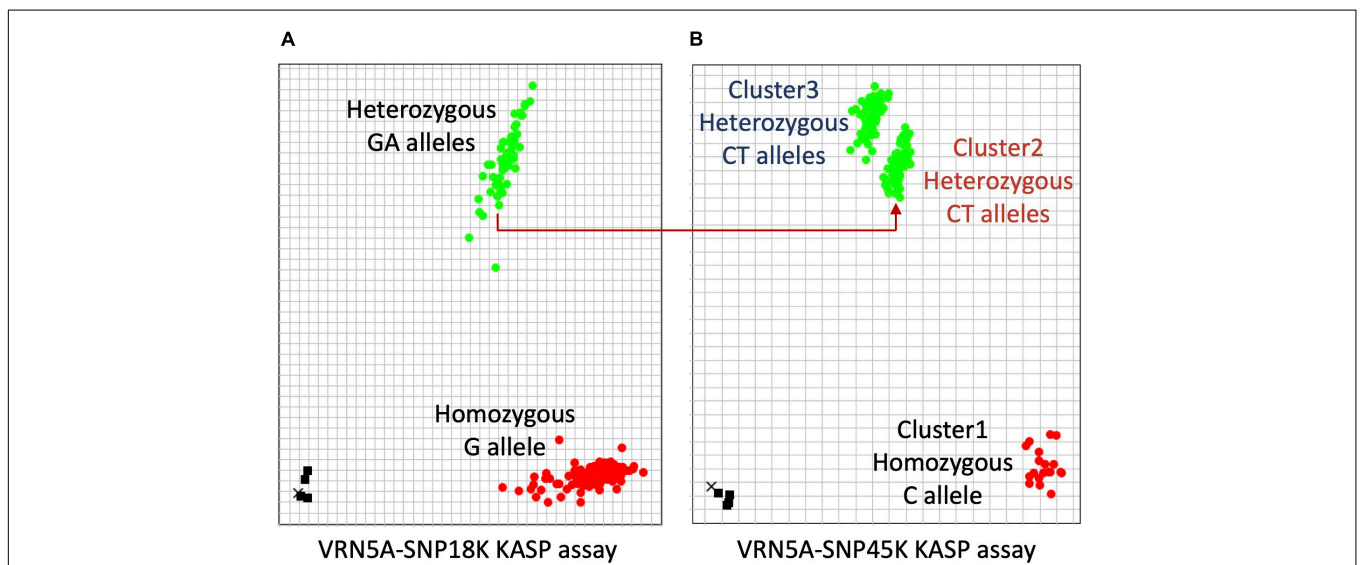 A
B
Heterozygous
GA alleles
Homozygous
G allele
VRN5A-SNP18K KASP assay
Cluster3
Heterozygous
CT alleles
Cluster2
Heterozygous
CT alleles
Cluster1
Homozygous
C allele
VRN5A-SNP45K KASP assay